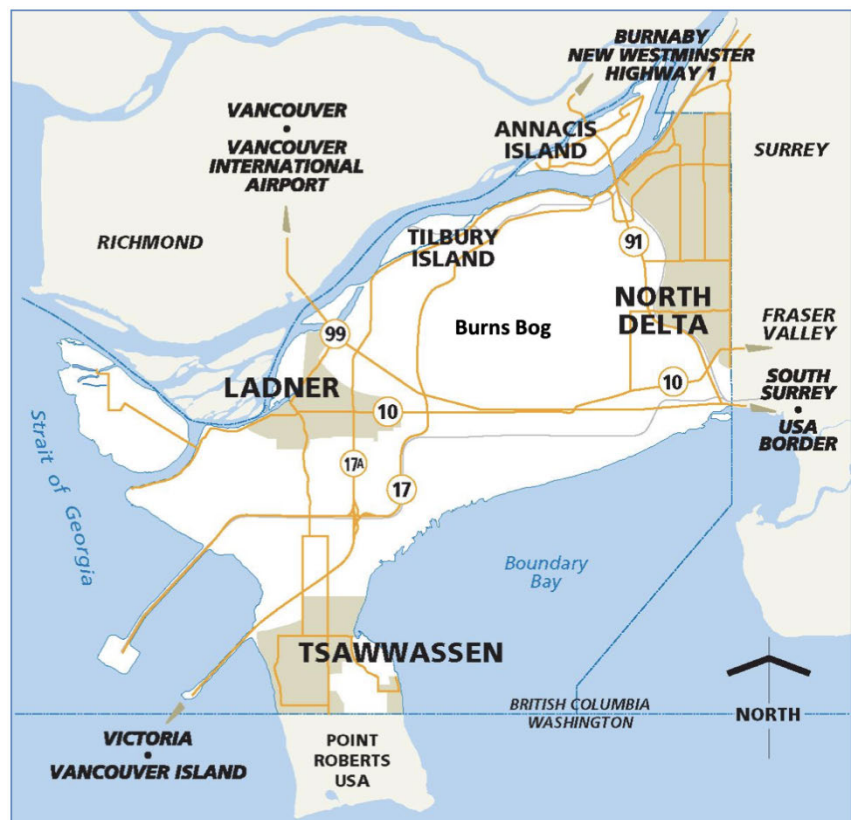 BURNABY
NEW WESTMINSTER
HIGHWAY 1
VANCOUVER
VANCOUVER
INTERNATIONAL
AIRPORT
ANNACIS
ISLAND
SURREY
RICHMOND
TILBURY
ISLAND
91
NORTH
DELTA
FRASER
VALLEY
Burns Bog
99
LADNER
10
10
SOUTH
SURREY
USA
BORDER
17A
17
Strait of Georgia
Boundary
Bay
TSAWWASSEN
BRITISH COLUMBIA
WASHINGTON
NORTH
VICTORIA
VANCOUVER ISLAND
POINT
ROBERTS
USA